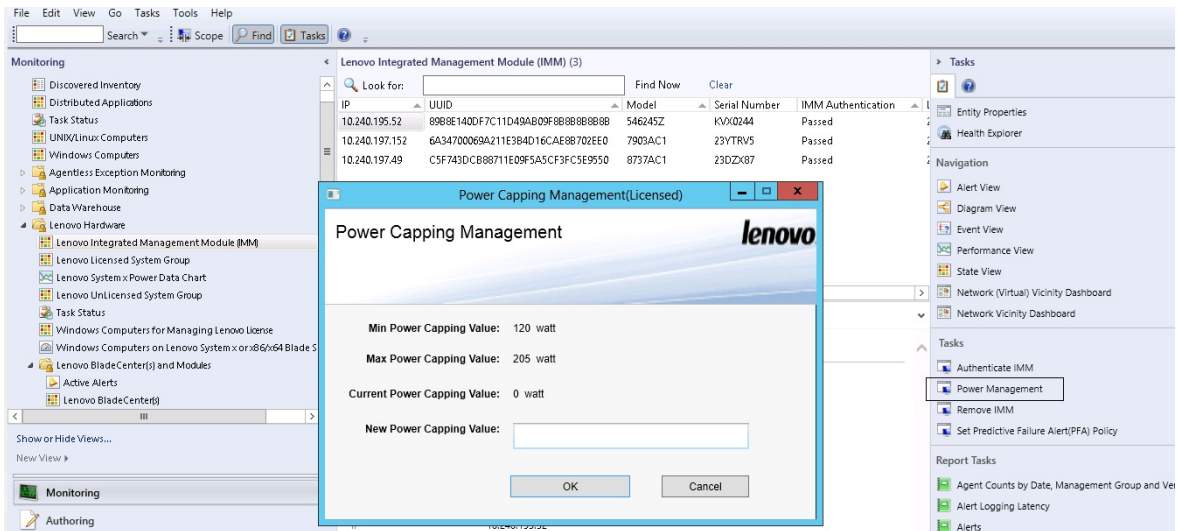 File Edit View Go Tasks Tools Help
Search Scope Find Tasks
Monitoring
Discovered Inventory
Distributed Applications
Task Status
UNIX/Linux Computers
Windows Computers
Agentless Exception Monitoring
Application Monitoring
Data Warehouse
Lenovo Hardware
Lenovo Integrated Management Module (IMM)
Lenovo Licensed System Group
Lenovo System x Power Data Chart
Lenovo UnLicensed System Group
Task Status
Windows Computers for Managing Lenovo License
Windows Computers on Lenovo System x or x86/x64 Blade S
Lenovo BladeCenter(s) and Modules
Active Alerts
Lenovo BladeCenter(s)
Show or Hide Views...
New View
Monitoring
Authoring
Lenovo Integrated Management Module (IMM) (3)
Look for: Find Now Clear
IP UUID Model Serial Number IMM Authentication
10.240.195.52 89B8E140DF7C11D49AB09F8B8B8B8B8B 546245Z KVX0244 Passed
10.240.197.152 6A34700069A211E3B4D16CAE8B702EE0 7903AC1 23YTRV5 Passed
10.240.197.49 C5F743DCB88711E09F5A5CF3FC5E9550 8737AC1 23DZX87 Passed
Power Capping Management(Licensed)
Power Capping Management
lenovo
Min Power Capping Value: 120 watt
Max Power Capping Value: 205 watt
Current Power Capping Value: 0 watt
New Power Capping Value:
OK Cancel
Tasks
Entity Properties
Health Explorer
Navigation
Alert View
Diagram View
Event View
Performance View
State View
Network (Virtual) Vicinity Dashboard
Network Vicinity Dashboard
Tasks
Authenticate IMM
Power Management
Remove IMM
Set Predictive Failure Alert(PFA) Policy
Report Tasks
Agent Counts by Date, Management Group and Ver
Alert Logging Latency
Alerts